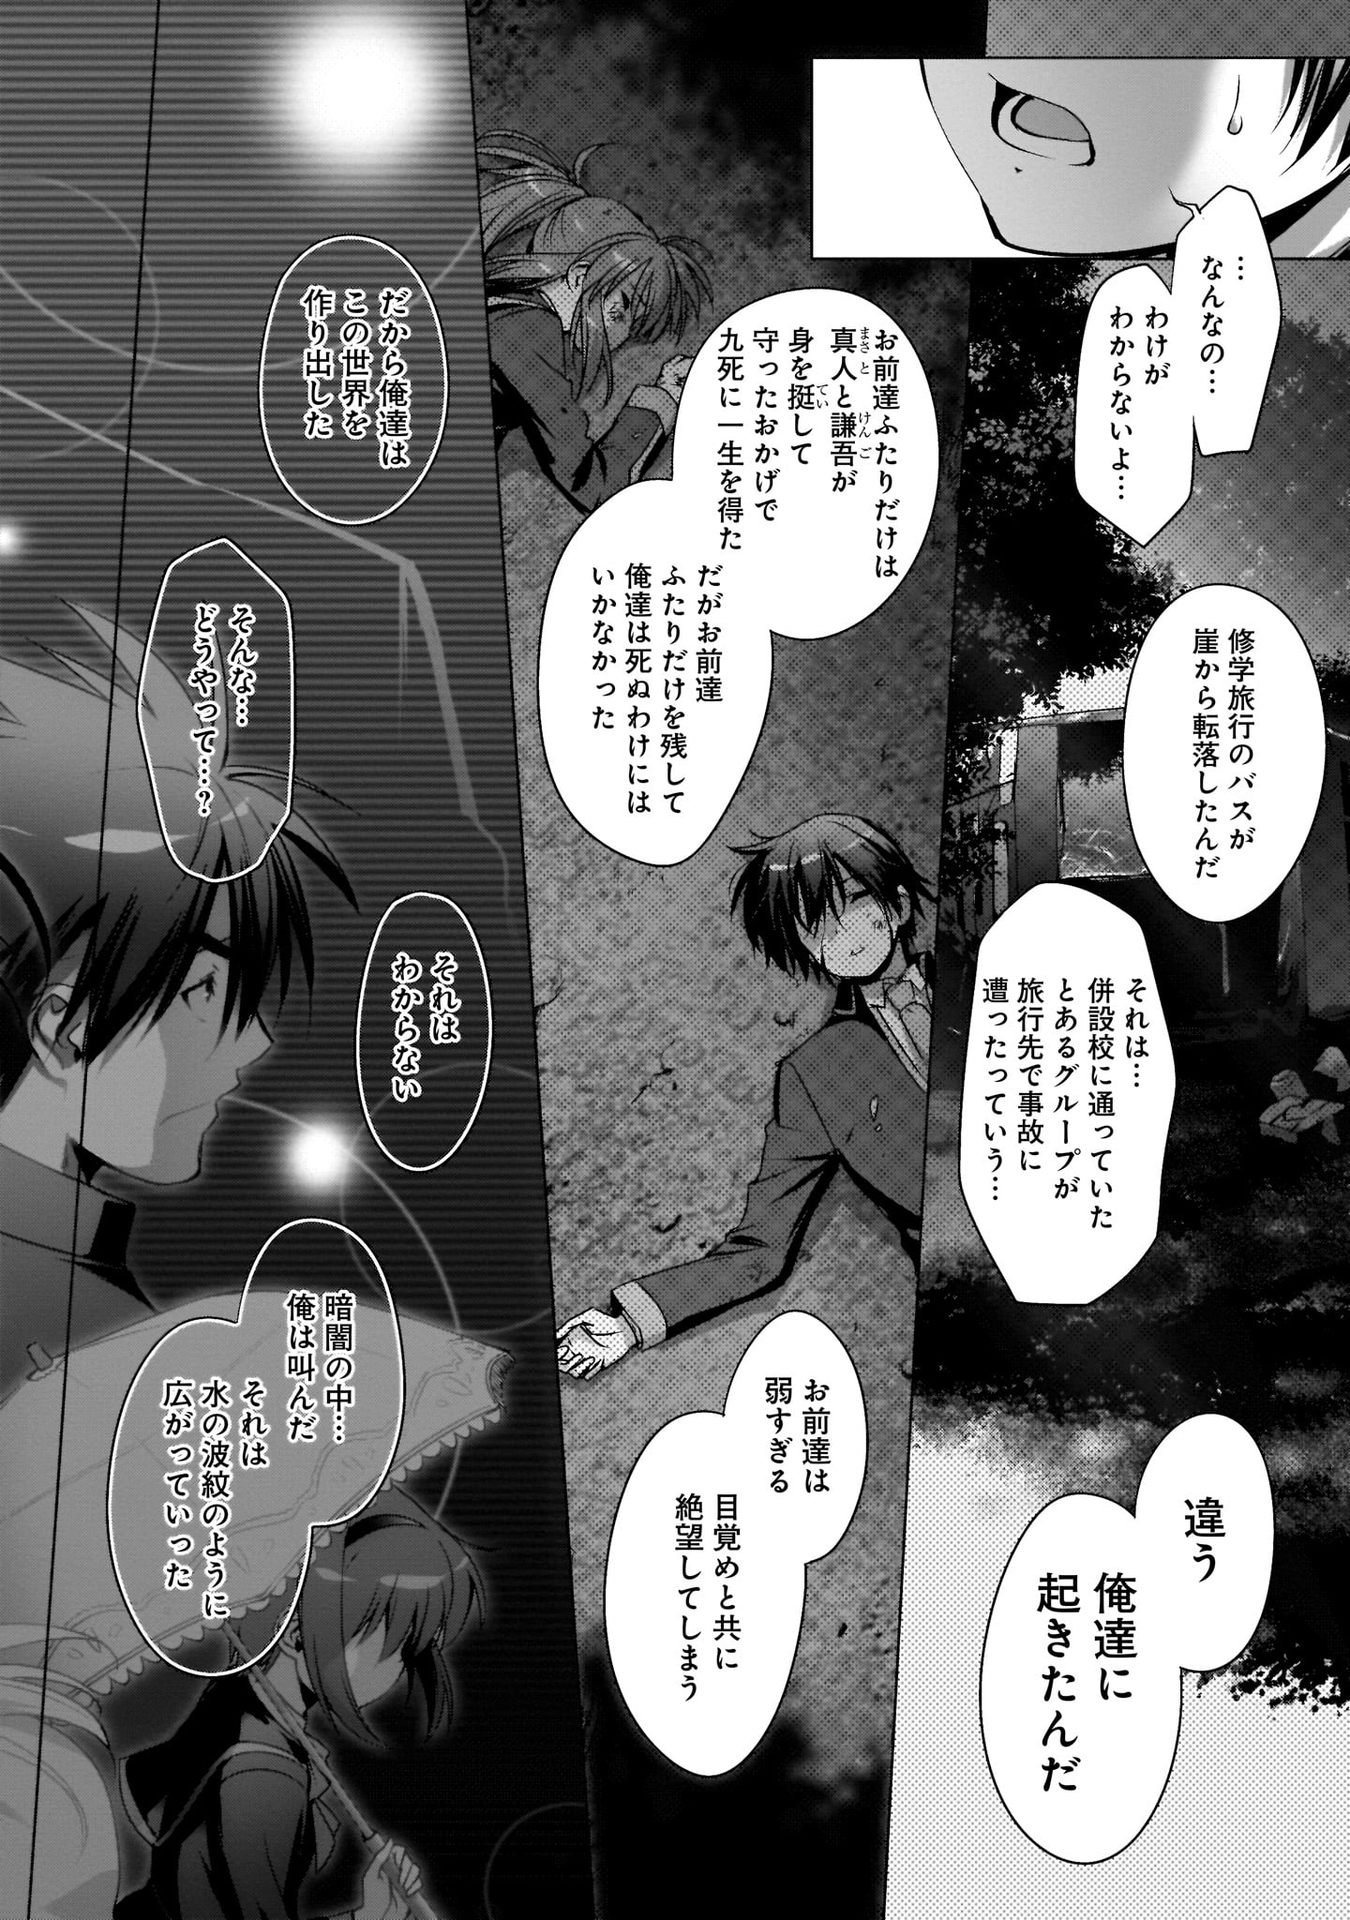 …なんなの…
わけが
わからないよ…
修学旅行のバスが
崖から転落したんだ
それは…
併設校に通っていた
とあるグループが
旅行先で事故に
遭ったっていう…
違う
俺達に
起きたんだ
お前達ふたりだけは
真人と謙吾が
まさと
けんご
身を挺して
てい
守ったおかげで
九死に一生を得た
だがお前達
ふたりだけを残して
俺達は死ぬわけには
いかなかった
お前達は
弱すぎる
目覚めと共に
絶望してしまう
だから俺達は
この世界を
作り出した
そんな…
どうやって…?
それは
わからない
暗闇の中…
俺は叫んだ
それは
水の波紋のように
広がっていった